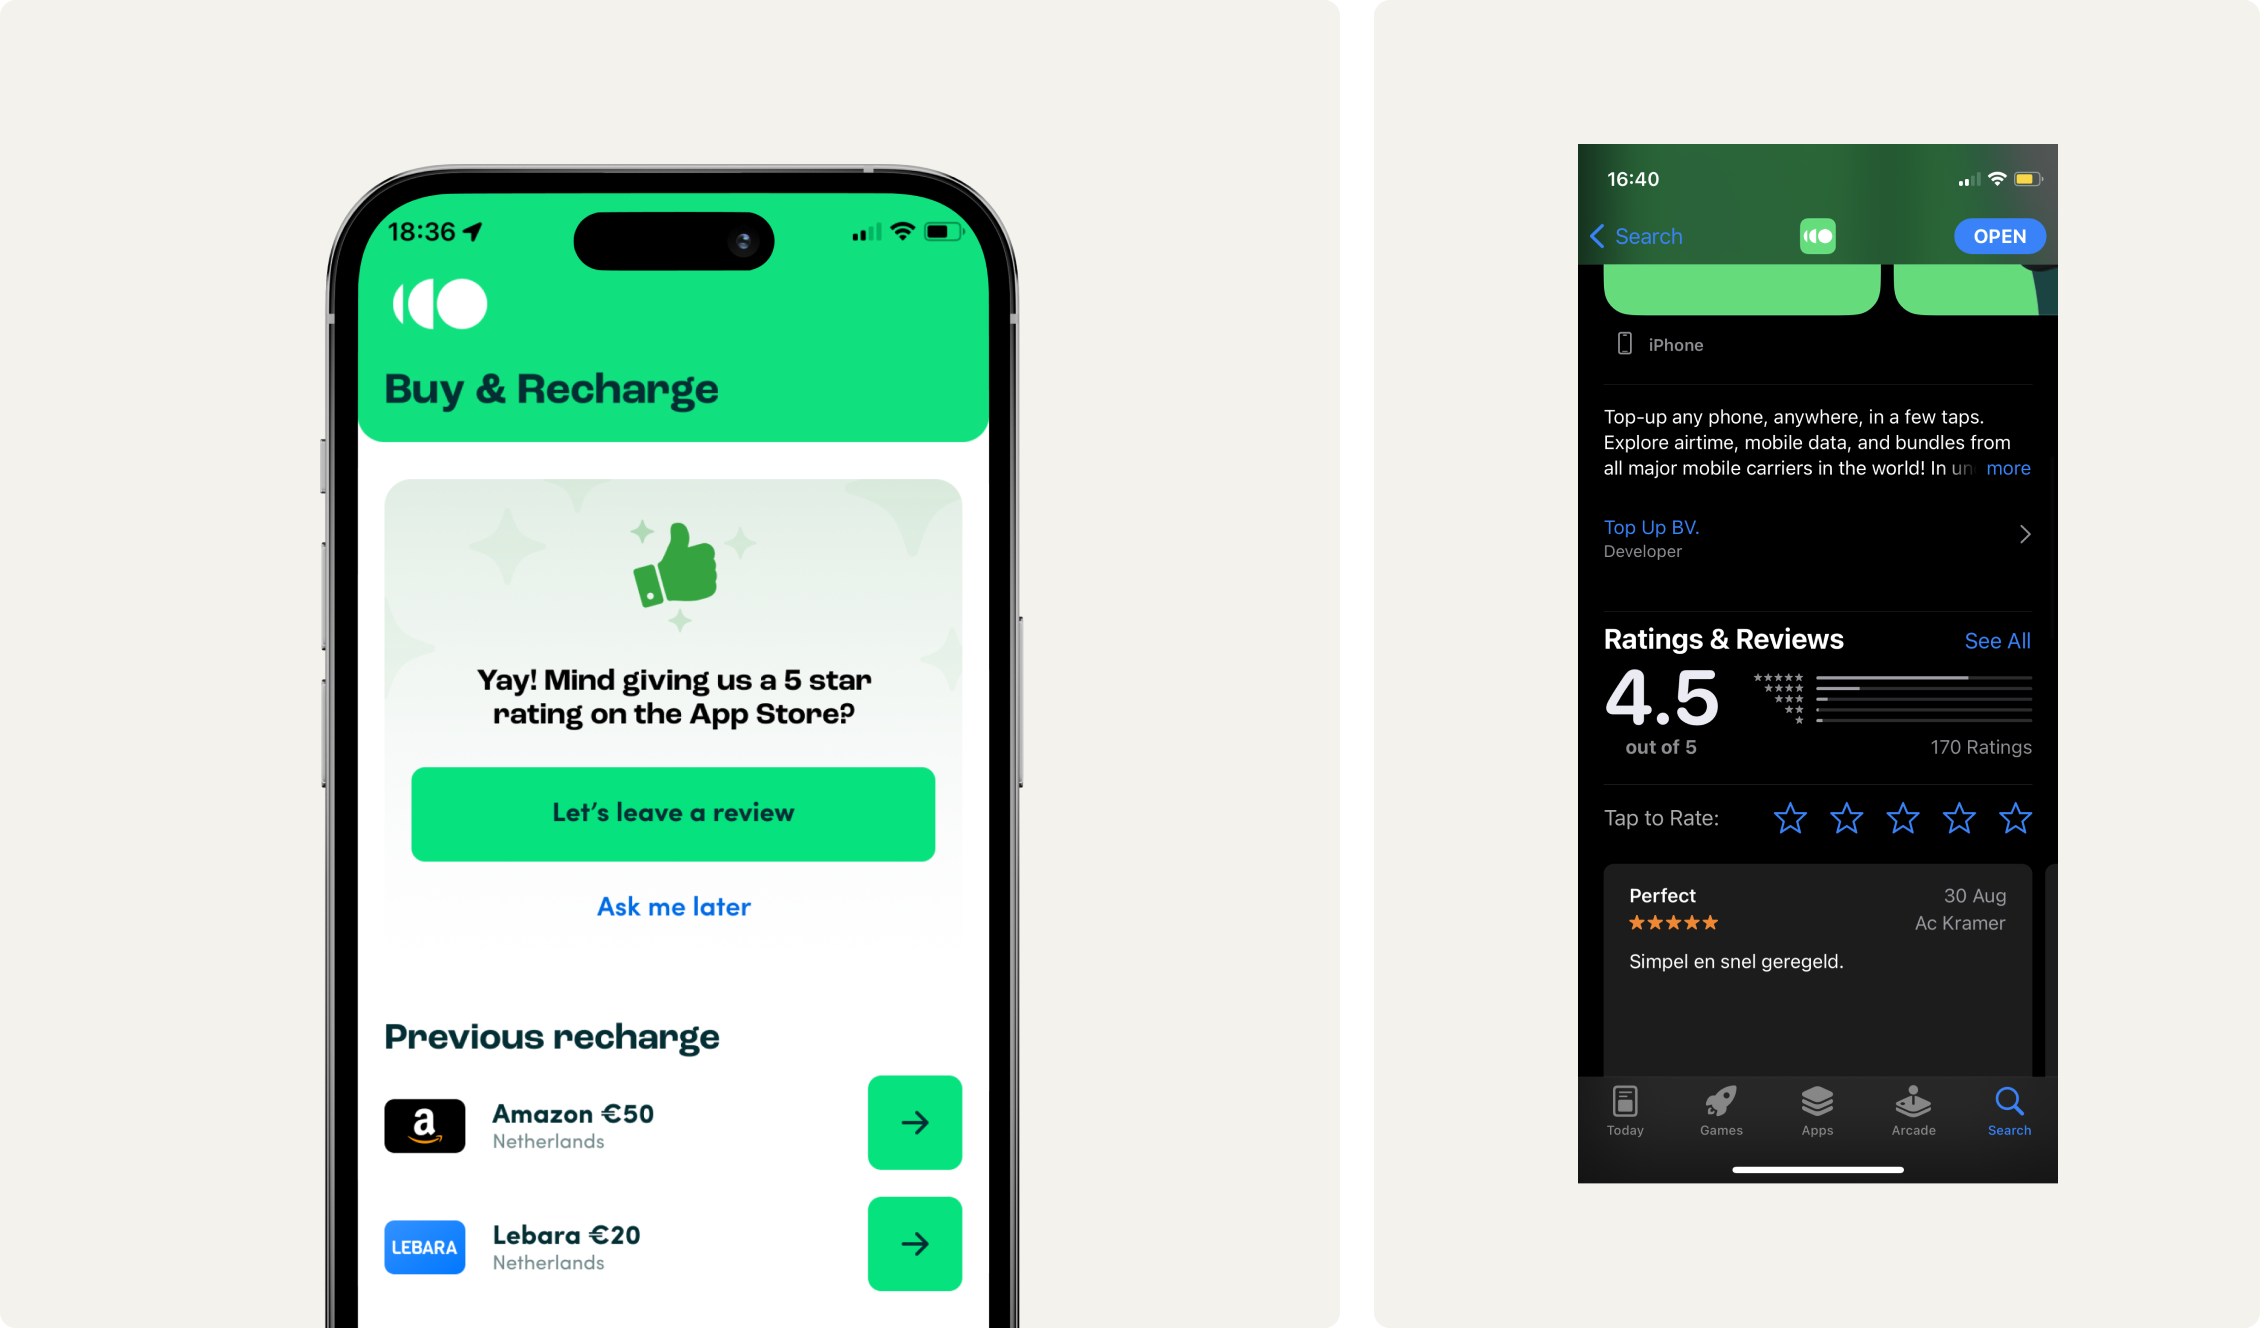 18:36
Buy & Recharge
Yay! Mind giving us a 5 star
rating on the App Store?
Let's leave a review
Ask me later
Previous recharge
a
Amazon €50
Netherlands
LEBARA
Lebara €20
Netherlands
16:40
Search
OPEN
iPhone
Top-up any phone, anywhere, in a few taps.
Explore airtime, mobile data, and bundles from
all major mobile carriers in the world! In un more
Top Up BV.
Developer
Ratings & Reviews See All
4.5
out of 5
170 Ratings
Tap to Rate:
Perfect 30 Aug
Ac Kramer
Simpel en snel geregeld.
Today Games Apps Arcade Search